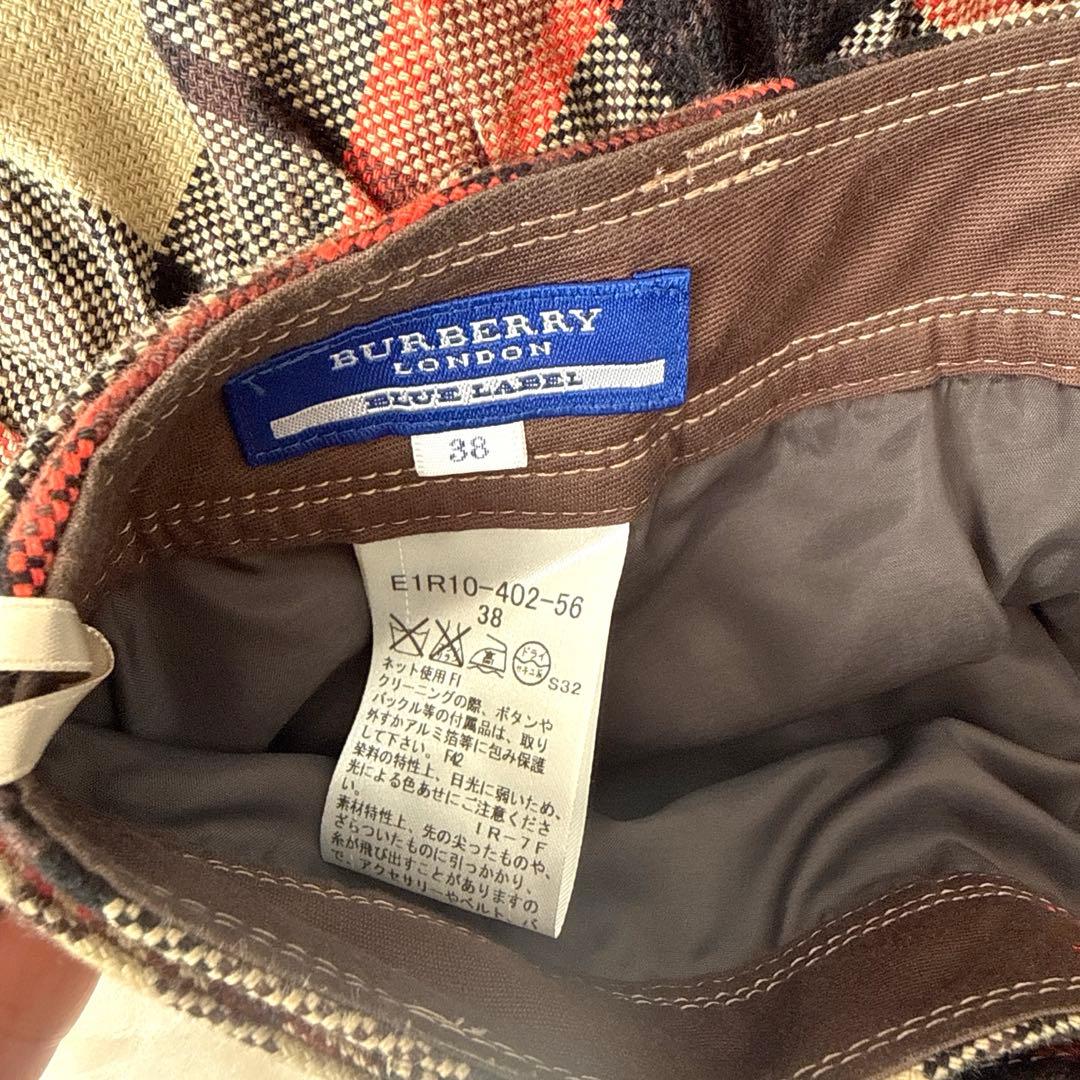 BURBERRY
LONDON
BLUE LABEL
38
E1R10-402-56
38
高 ドライ
セキユ系
S32
ネット使用 FI
クリーニングの際、ボタンや
バックル等の付属品は、取り
外すかアルミ箔等に包み保護
して下さい。 F42
染料の特性上、日光に弱いため、
光による色あせにご注意くださ
い。
IR-7F
素材特性上、先の尖ったものや、
ざらついたものに引っかかり、
糸が飛び出すことがありますの
で、アクセサリーやベルト、バ